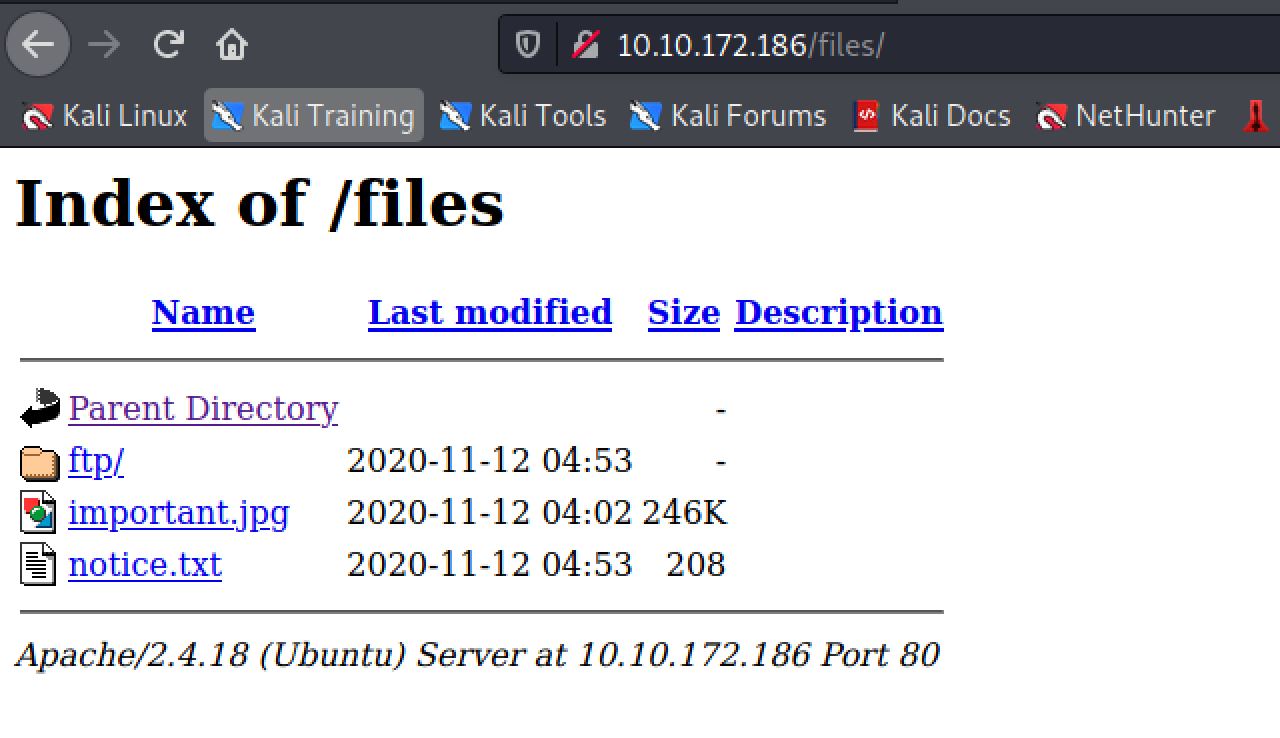 10.10.172.186/files/
Kali Linux Kali Training Kali Tools Kali Forums Kali Docs NetHunter
Index of /files
Name Last modified Size Description
Parent Directory -
ftp/ 2020-11-12 04:53 -
important.jpg 2020-11-12 04:02 246K
notice.txt 2020-11-12 04:53 208
Apache/2.4.18 (Ubuntu) Server at 10.10.172.186 Port 80